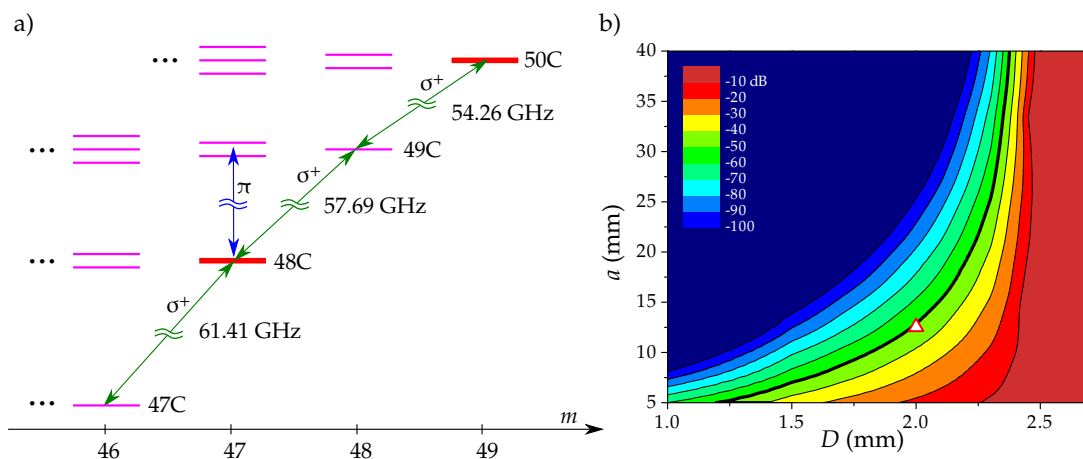 a)
50C
σ⁺
54.26 GHz
49C
σ⁺
π
57.69 GHz
48C
σ⁺
61.41 GHz
47C
m
46 47 48 49
b)
40
35
30
25
20
15
10
5
a (mm)
-10 dB
-20
-30
-40
-50
-60
-70
-80
-90
-100
1.0 1.5 2.0 2.5
D (mm)